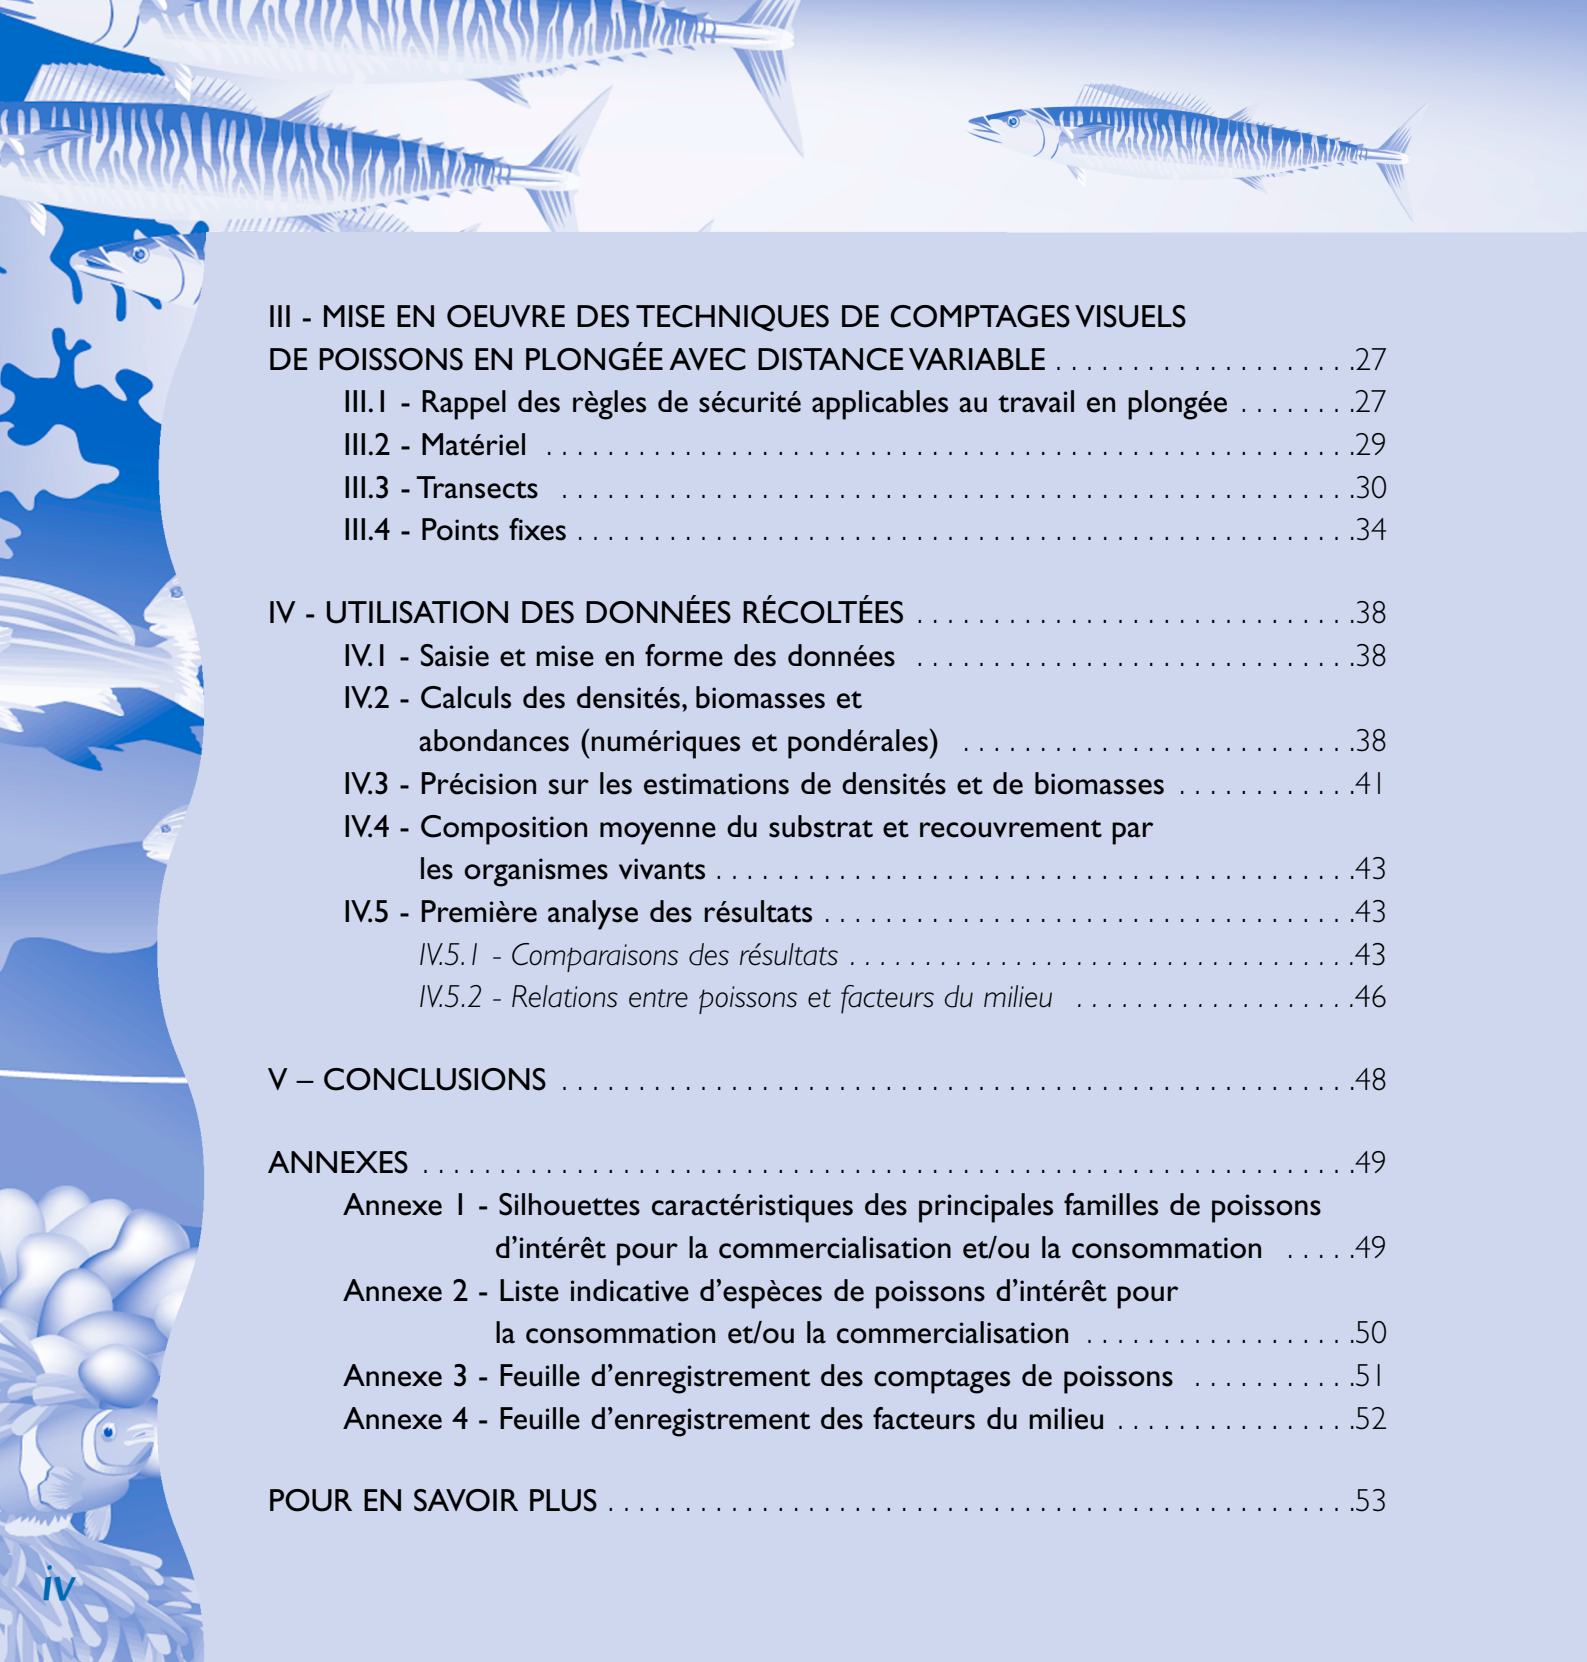 III - MISE EN OEUVRE DES TECHNIQUES DE COMPTAGES VISUELS
DE POISSONS EN PLONGÉE AVEC DISTANCE VARIABLE . . . . . . . . . . . . . . . . . . . .27
III.1 - Rappel des règles de sécurité applicables au travail en plongée . . . . . . . .27
III.2 - Matériel . . . . . . . . . . . . . . . . . . . . . . . . . . . . . . . . . . . . . . . . . . . . . . . . . . . . .29
III.3 - Transects . . . . . . . . . . . . . . . . . . . . . . . . . . . . . . . . . . . . . . . . . . . . . . . . . . . .30
III.4 - Points fixes . . . . . . . . . . . . . . . . . . . . . . . . . . . . . . . . . . . . . . . . . . . . . . . . . . .34
IV - UTILISATION DES DONNÉES RÉCOLTÉES . . . . . . . . . . . . . . . . . . . . . . . . . . . . .38
IV.1 - Saisie et mise en forme des données . . . . . . . . . . . . . . . . . . . . . . . . . . . . .38
IV.2 - Calculs des densités, biomasses et
abondances (numériques et pondérales) . . . . . . . . . . . . . . . . . . . . . . . . . .38
IV.3 - Précision sur les estimations de densités et de biomasses . . . . . . . . . . . .41
IV.4 - Composition moyenne du substrat et recouvrement par
les organismes vivants . . . . . . . . . . . . . . . . . . . . . . . . . . . . . . . . . . . . . . . . . .43
IV.5 - Première analyse des résultats . . . . . . . . . . . . . . . . . . . . . . . . . . . . . . . . . . .43
IV.5.1 - Comparaisons des résultats . . . . . . . . . . . . . . . . . . . . . . . . . . . . . . . . . .43
IV.5.2 - Relations entre poissons et facteurs du milieu . . . . . . . . . . . . . . . . . . .46
V – CONCLUSIONS . . . . . . . . . . . . . . . . . . . . . . . . . . . . . . . . . . . . . . . . . . . . . . . . . . . .48
ANNEXES . . . . . . . . . . . . . . . . . . . . . . . . . . . . . . . . . . . . . . . . . . . . . . . . . . . . . . . . . . . . .49
Annexe 1 - Silhouettes caractéristiques des principales familles de poissons
d’intérêt pour la commercialisation et/ou la consommation . . . . .49
Annexe 2 - Liste indicative d’espèces de poissons d’intérêt pour
la consommation et/ou la commercialisation . . . . . . . . . . . . . . . . . .50
Annexe 3 - Feuille d’enregistrement des comptages de poissons . . . . . . . . . . .51
Annexe 4 - Feuille d’enregistrement des facteurs du milieu . . . . . . . . . . . . . . . .52
POUR EN SAVOIR PLUS . . . . . . . . . . . . . . . . . . . . . . . . . . . . . . . . . . . . . . . . . . . . . . . . .53
iv